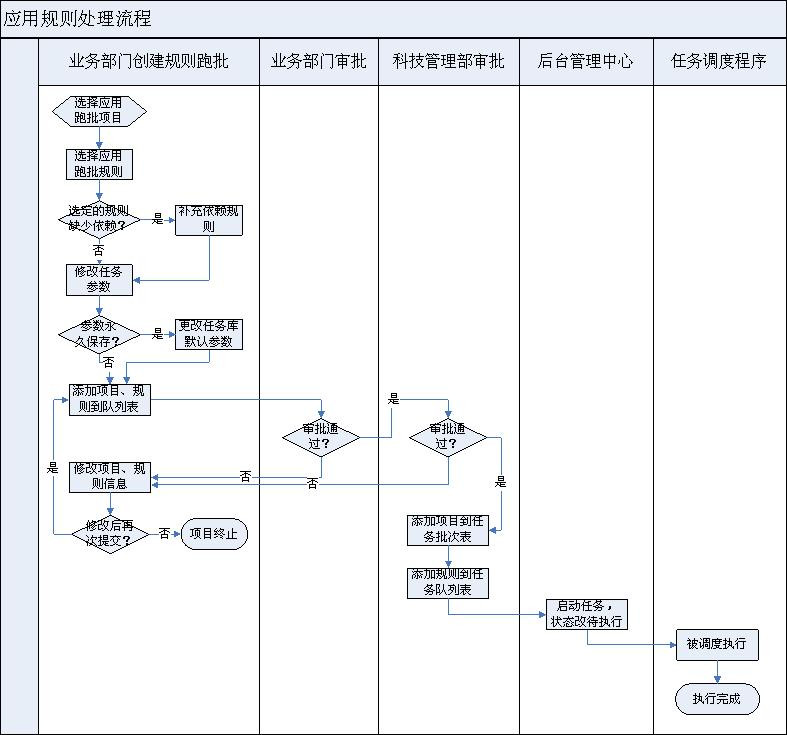 应用规则处理流程
业务部门创建规则跑批
业务部门审批
科技管理部审批
后台管理中心
任务调度程序
选择应用
跑批项目
选择应用
跑批规则
选定的规则
缺少依赖？
是
补充依赖规
则
否
修改任务
参数
参数永
久保存？
是
更改任务库
默认参数
否
添加项目、规
则到队列表
是
审批通
过？
审批通
过？
修改项目、规
则信息
否
否
是
是
修改后再
次提交？
否
项目终止
添加项目到任
务批次表
添加规则到任
务队列表
启动任务，
状态改待执行
被调度执行
执行完成